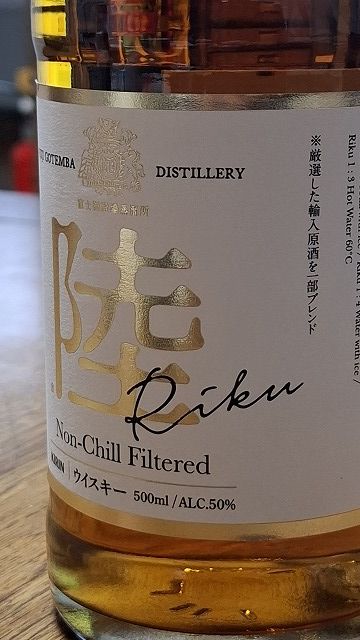 GOTEMBA DISTILLERY
富士御殿場蒸溜所
陸
Riku
Non-Chill Filtered
KIRIN ウイスキー 500ml/ALC.50%
※厳選した輸入原酒を一部ブレンド
Riku 1 : 3 Hot Water 60°C
Water with Ice